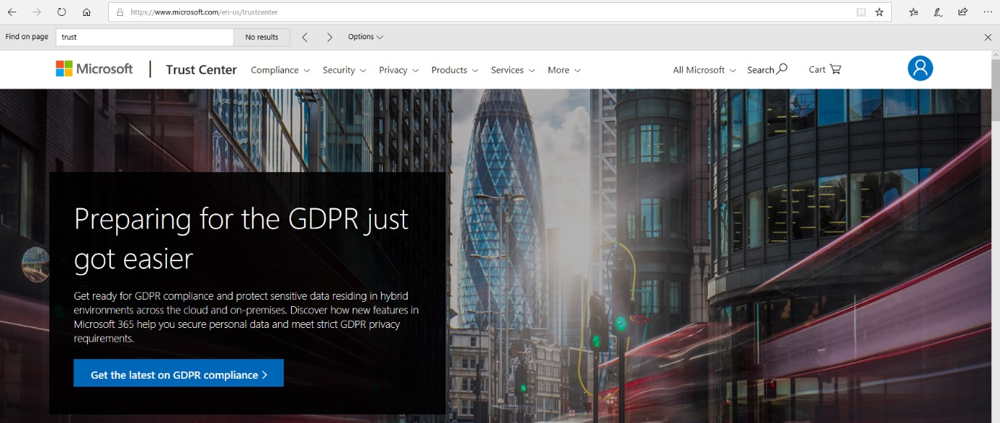 https://www.microsoft.com/en-us/trustcenter
Find on page trust No results Options
Microsoft Trust Center Compliance Security Privacy Products Services More All Microsoft Search Cart
Preparing for the GDPR just
got easier
Get ready for GDPR compliance and protect sensitive data residing in hybrid
environments across the cloud and on-premises. Discover how new features in
Microsoft 365 help you secure personal data and meet strict GDPR privacy
requirements.
Get the latest on GDPR compliance